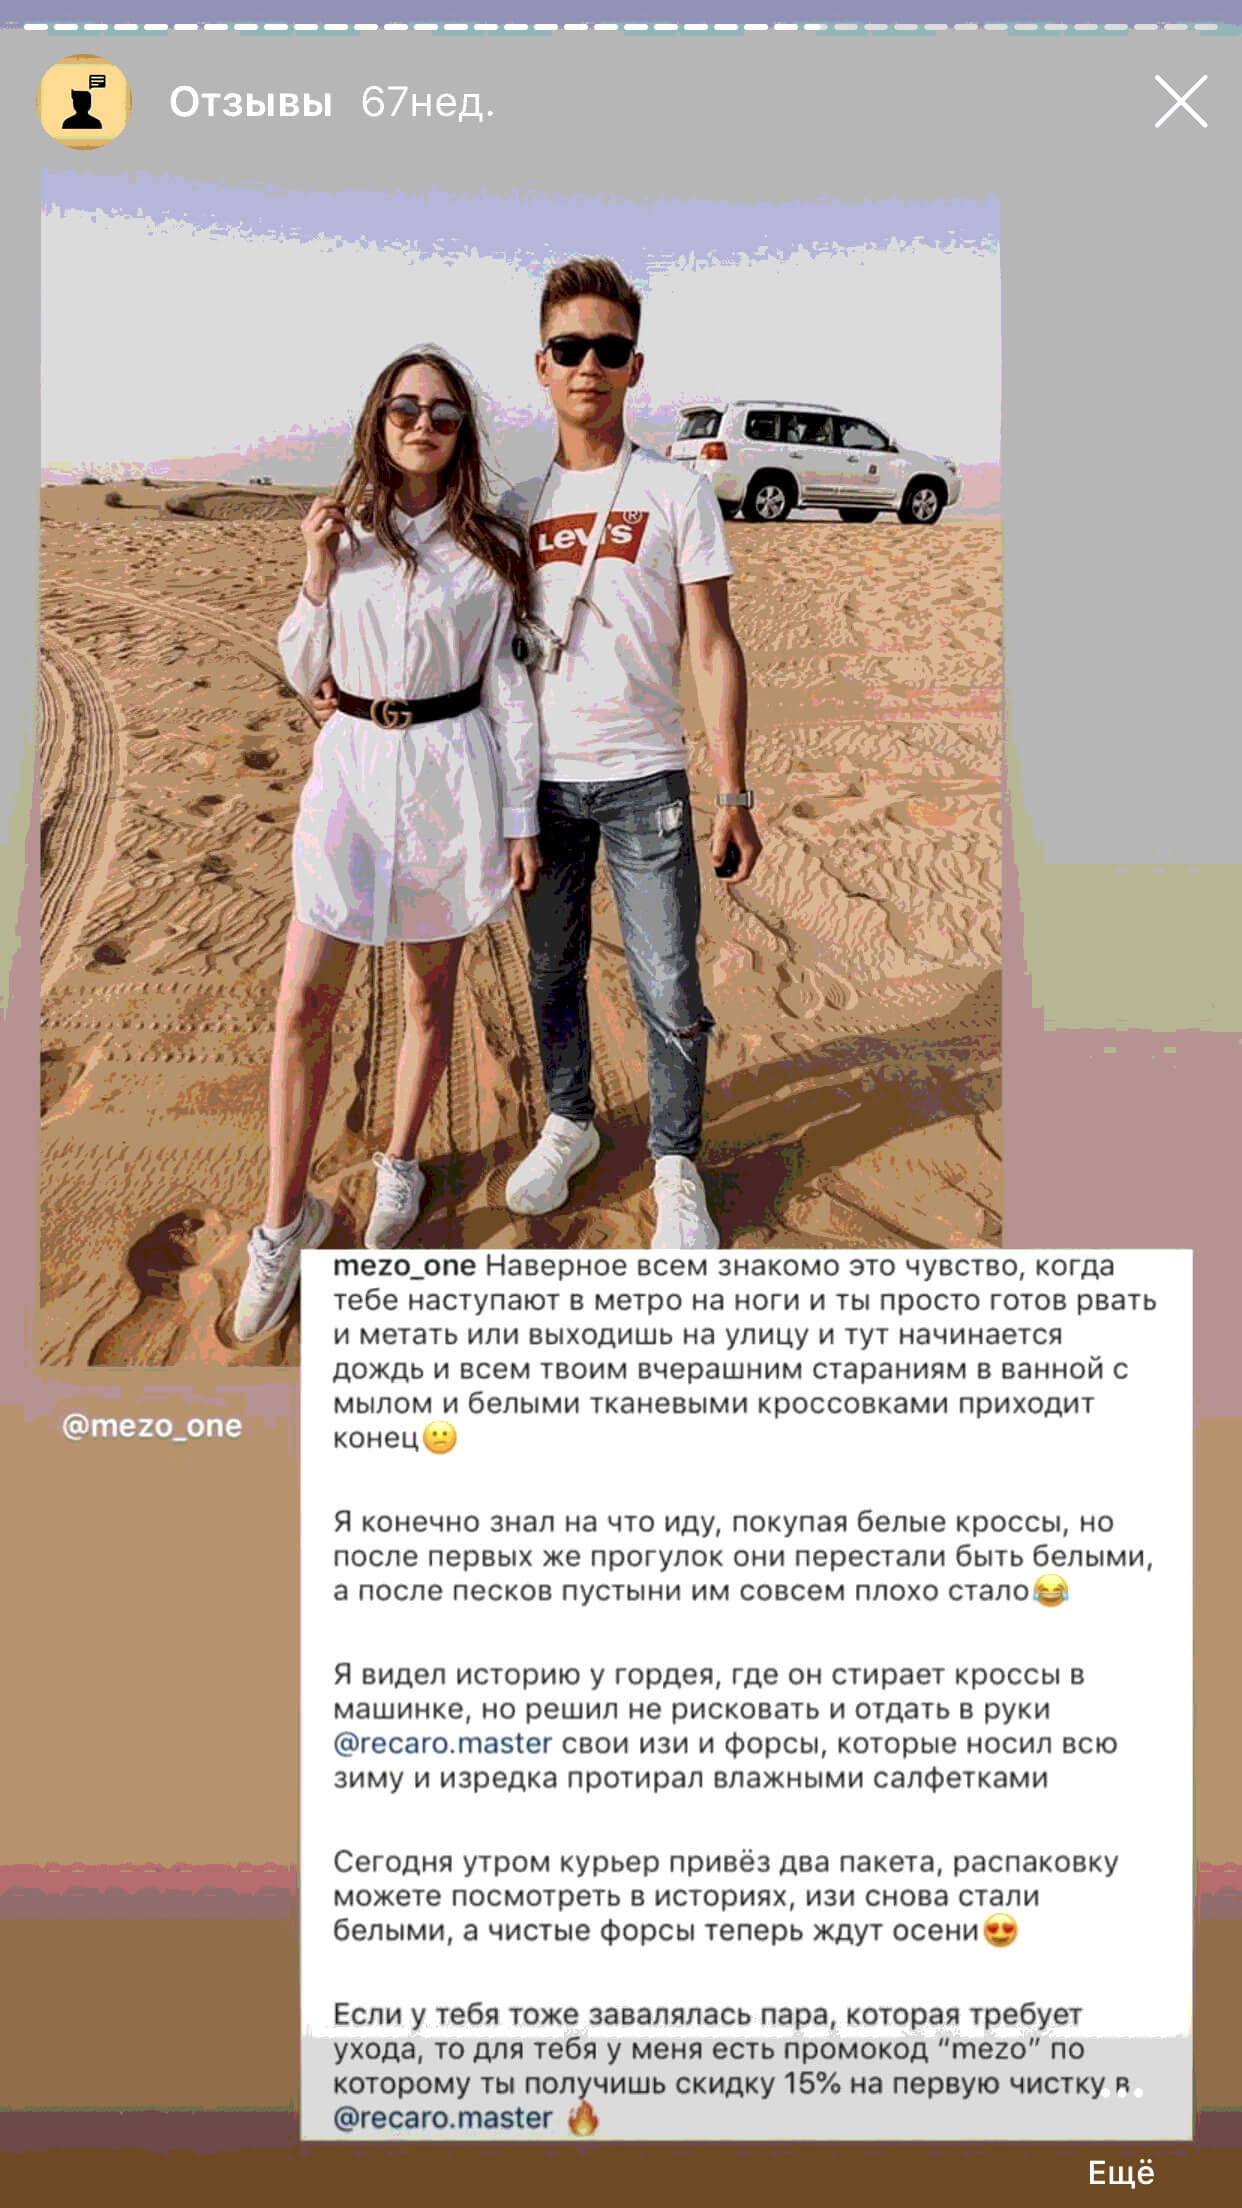 Отзывы 67нед.
Levi's®
mezo_one Наверное всем знакомо это чувство, когда
тебе наступают в метро на ноги и ты просто готов рвать
и метать или выходишь на улицу и тут начинается
дождь и всем твоим вчерашним стараниям в ванной с
мылом и белыми тканевыми кроссовками приходит
конец😕
@mezo_one
Я конечно знал на что иду, покупая белые кроссы, но
после первых же прогулок они перестали быть белыми,
а после песков пустыни им совсем плохо стало😂
Я видел историю у гордея, где он стирает кроссы в
машинке, но решил не рисковать и отдать в руки
@recaro.master свои изи и форсы, которые носил всю
зиму и изредка протирал влажными салфетками
Сегодня утром курьер привёз два пакета, распаковку
можете посмотреть в историях, изи снова стали
белыми, а чистые форсы теперь ждут осени😍
Если у тебя тоже завалялась пара, которая требует
ухода, то для тебя у меня есть промокод “mezo” по
которому ты получишь скидку 15% на первую чистку в
@recaro.master 🔥
Ещё